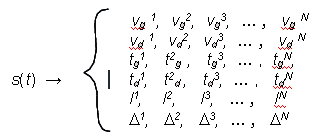 v_g^1, v_g^2, v_g^3, ..., v_g^N
v_d^1, v_d^2, v_d^3, ..., v_d^N
t_g^1, t^2_g, t_g^3, ..., t_g^N
s(t) → { | t_d^1, t^2_d, t_d^3, ..., t_d^N
l^1, l^2, l^3, ..., l^N
Δ^1, Δ^2, Δ^3, ..., Δ^N